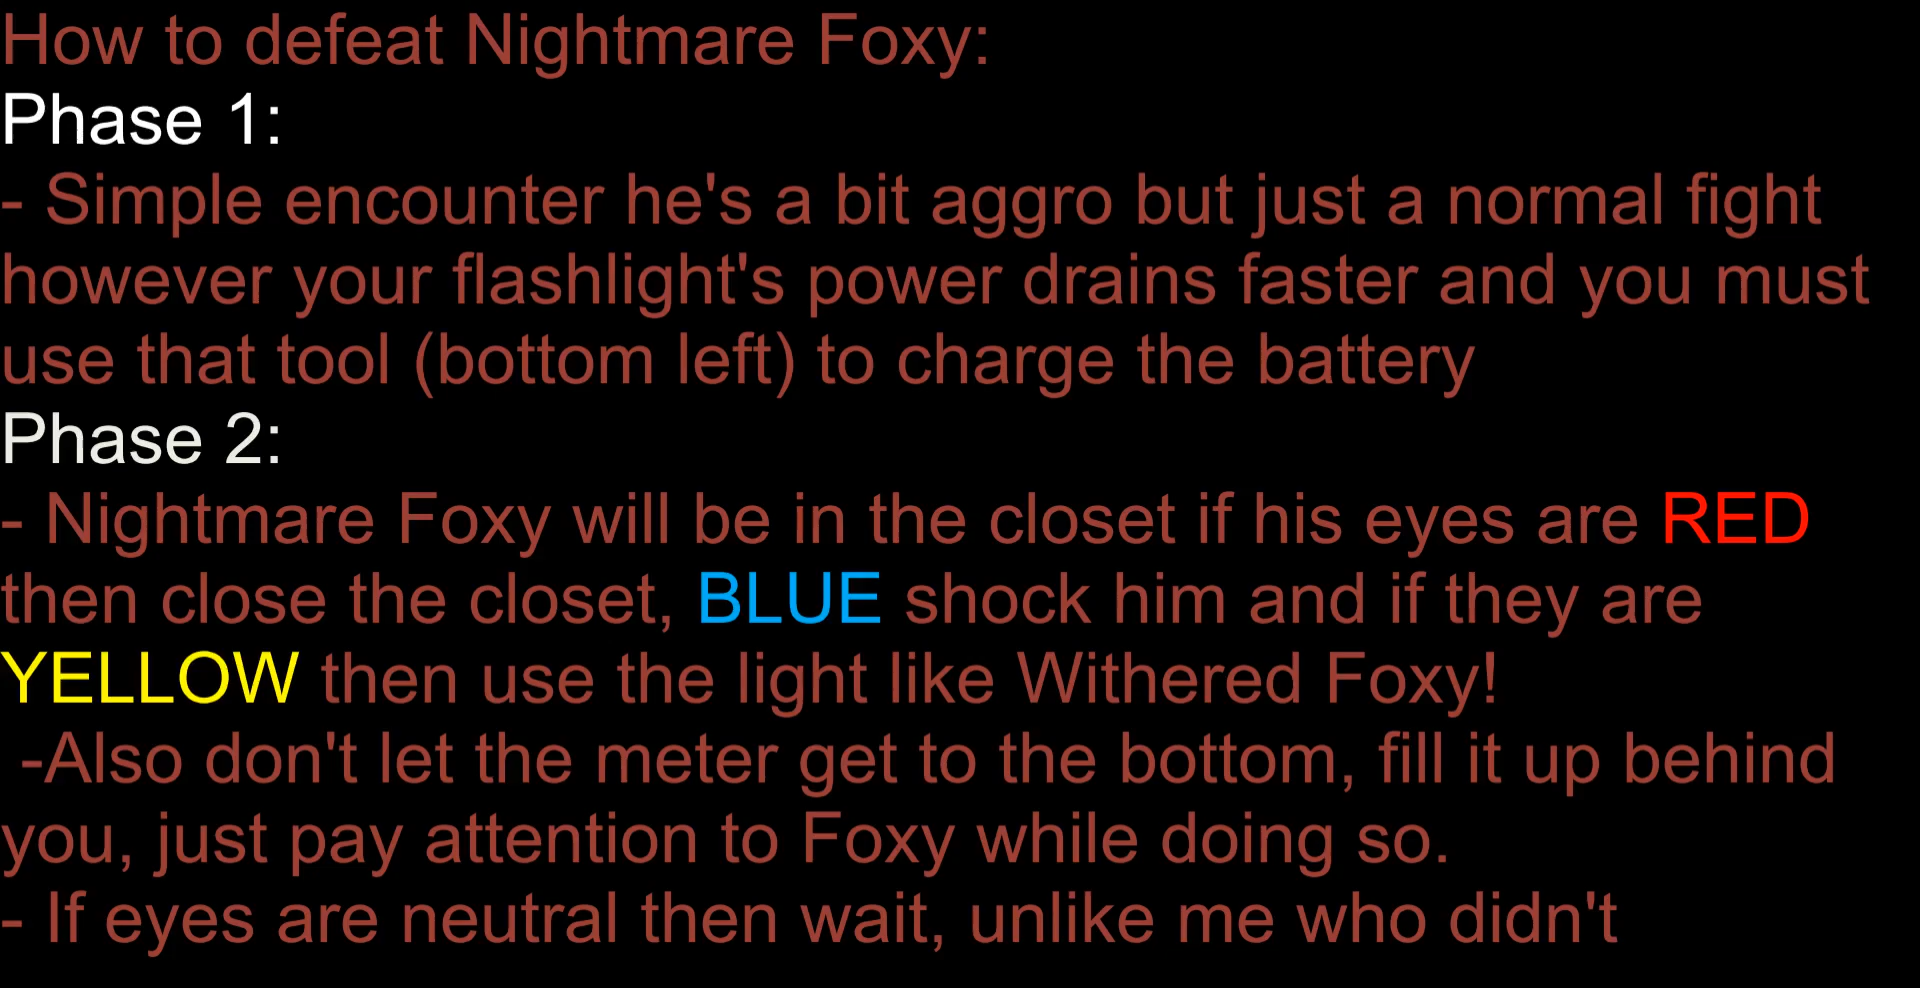 How to defeat Nightmare Foxy:
Phase 1:
- Simple encounter he's a bit aggro but just a normal fight
however your flashlight's power drains faster and you must
use that tool (bottom left) to charge the battery
Phase 2:
- Nightmare Foxy will be in the closet if his eyes are RED
then close the closet, BLUE shock him and if they are
YELLOW then use the light like Withered Foxy!
-Also don't let the meter get to the bottom, fill it up behind
you, just pay attention to Foxy while doing so.
- If eyes are neutral then wait, unlike me who didn't